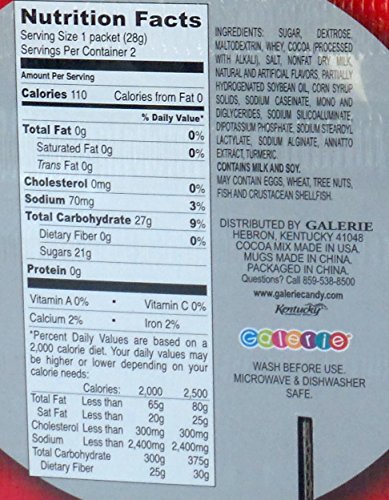 Nutrition Facts
Serving Size 1 packet (28g)
Servings Per Container 2
Amount Per Serving
Calories 110 Calories from Fat 0
% Daily Value*
Total Fat 0g 0%
Saturated Fat 0g 0%
Trans Fat 0g
Cholesterol 0mg 0%
Sodium 70mg 3%
Total Carbohydrate 27g 9%
Dietary Fiber 0g 0%
Sugars 21g
Protein 0g
Vitamin A 0% • Vitamin C 0%
Calcium 2% • Iron 2%
*Percent Daily Values are based on a
2,000 calorie diet. Your daily values may
be higher or lower depending on your
calorie needs:
Calories: 2,000 2,500
Total Fat Less than 65g 80g
Sat Fat Less than 20g 25g
Cholesterol Less than 300mg 300mg
Sodium Less than 2,400mg 2,400mg
Total Carbohydrate 300g 375g
Dietary Fiber 25g 30g
INGREDIENTS: SUGAR, DEXTROSE,
MALTODEXTRIN, WHEY, COCOA (PROCESSED
WITH ALKALI), SALT, NONFAT DRY MILK,
NATURAL AND ARTIFICIAL FLAVORS, PARTIALLY
HYDROGENATED SOYBEAN OIL, CORN SYRUP
SOLIDS, SODIUM CASEINATE, MONO AND
DIGLYCERIDES, SODIUM SILICOALUMINATE,
DIPOTASSIUM PHOSPHATE, SODIUM STEAROYL
LACTYLATE, SODIUM ALGINATE, ANNATTO
EXTRACT, TURMERIC.
CONTAINS MILK AND SOY.
MAY CONTAIN EGGS, WHEAT, TREE NUTS,
FISH AND CRUSTACEAN SHELLFISH.
DISTRIBUTED BY GALERIE
HEBRON, KENTUCKY 41048
COCOA MIX MADE IN USA.
MUGS MADE IN CHINA.
PACKAGED IN CHINA.
Questions? Call 859-538-8500
www.galeriecandy.com
Kentucky
Galerie
WASH BEFORE USE.
MICROWAVE & DISHWASHER
SAFE.